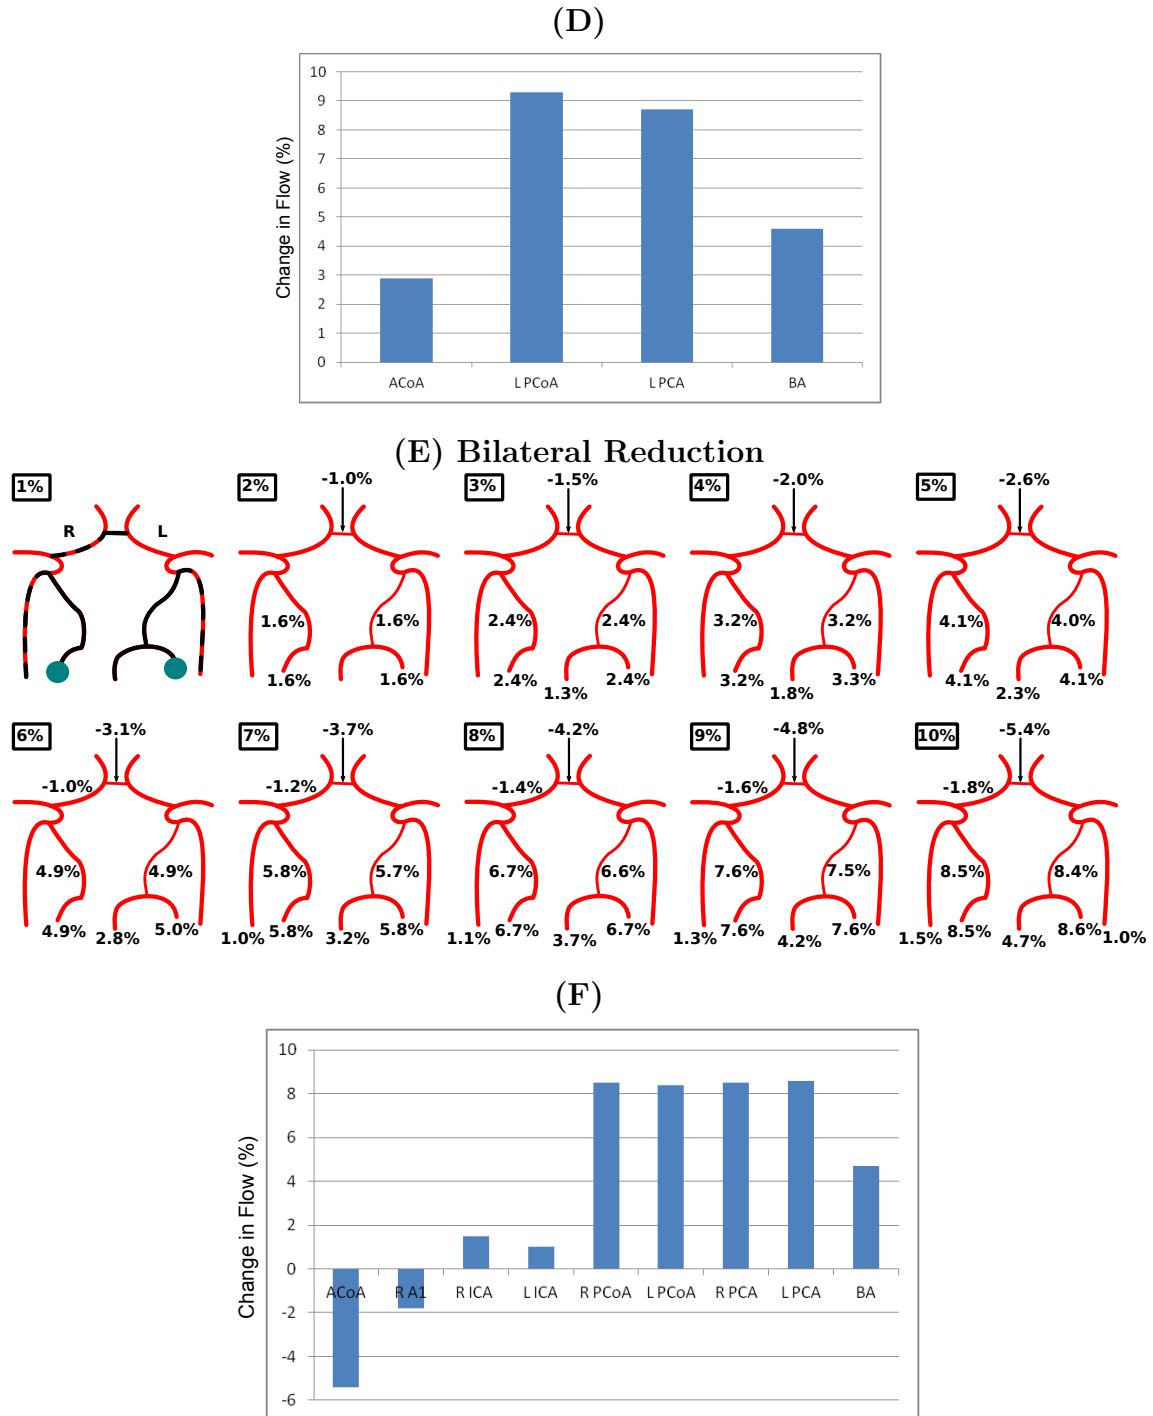 (D)
Change in Flow (%)
10
9
8
7
6
5
4
3
2
1
0
ACoA L PCoA L PCA BA
(E) Bilateral Reduction
1% 2% -1.0% 3% -1.5% 4% -2.0% 5% -2.6%
R L
1.6% 1.6% 2.4% 2.4% 3.2% 3.2% 4.1% 4.0%
1.6% 1.6% 2.4% 1.3% 2.4% 3.2% 1.8% 3.3% 4.1% 2.3% 4.1%
6% -3.1% 7% -3.7% 8% -4.2% 9% -4.8% 10% -5.4%
-1.0% -1.2% -1.4% -1.6% -1.8%
4.9% 4.9% 5.8% 5.7% 6.7% 6.6% 7.6% 7.5% 8.5% 8.4%
4.9% 2.8% 5.0% 1.0% 5.8% 3.2% 5.8% 1.1% 6.7% 3.7% 6.7% 1.3% 7.6% 4.2% 7.6% 1.5% 8.5% 4.7% 8.6% 1.0%
(F)
Change in Flow (%)
10
8
6
4
2
0
-2
-4
-6
ACoA R A1 R ICA L ICA R PCoA L PCoA R PCA L PCA BA